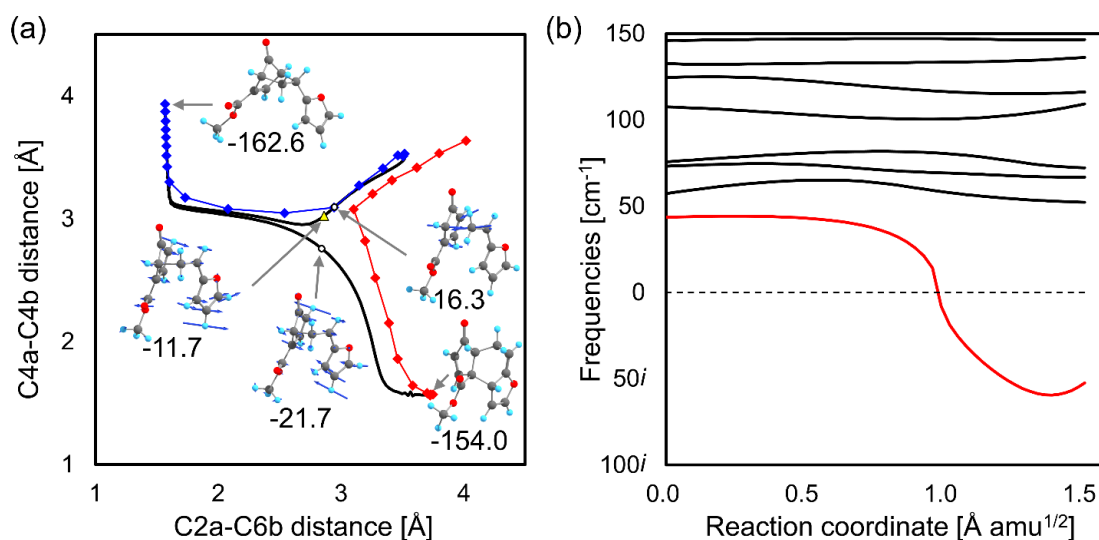 (a)
C4a-C4b distance [Å]
4
3
2
1
-162.6
-11.7
-21.7
16.3
-154.0
1
2
3
4
C2a-C6b distance [Å]
(b)
Frequencies [cm⁻¹]
150
100
50
0
50i
100i
0.0
0.5
1.0
1.5
Reaction coordinate [Å amu¹/²]